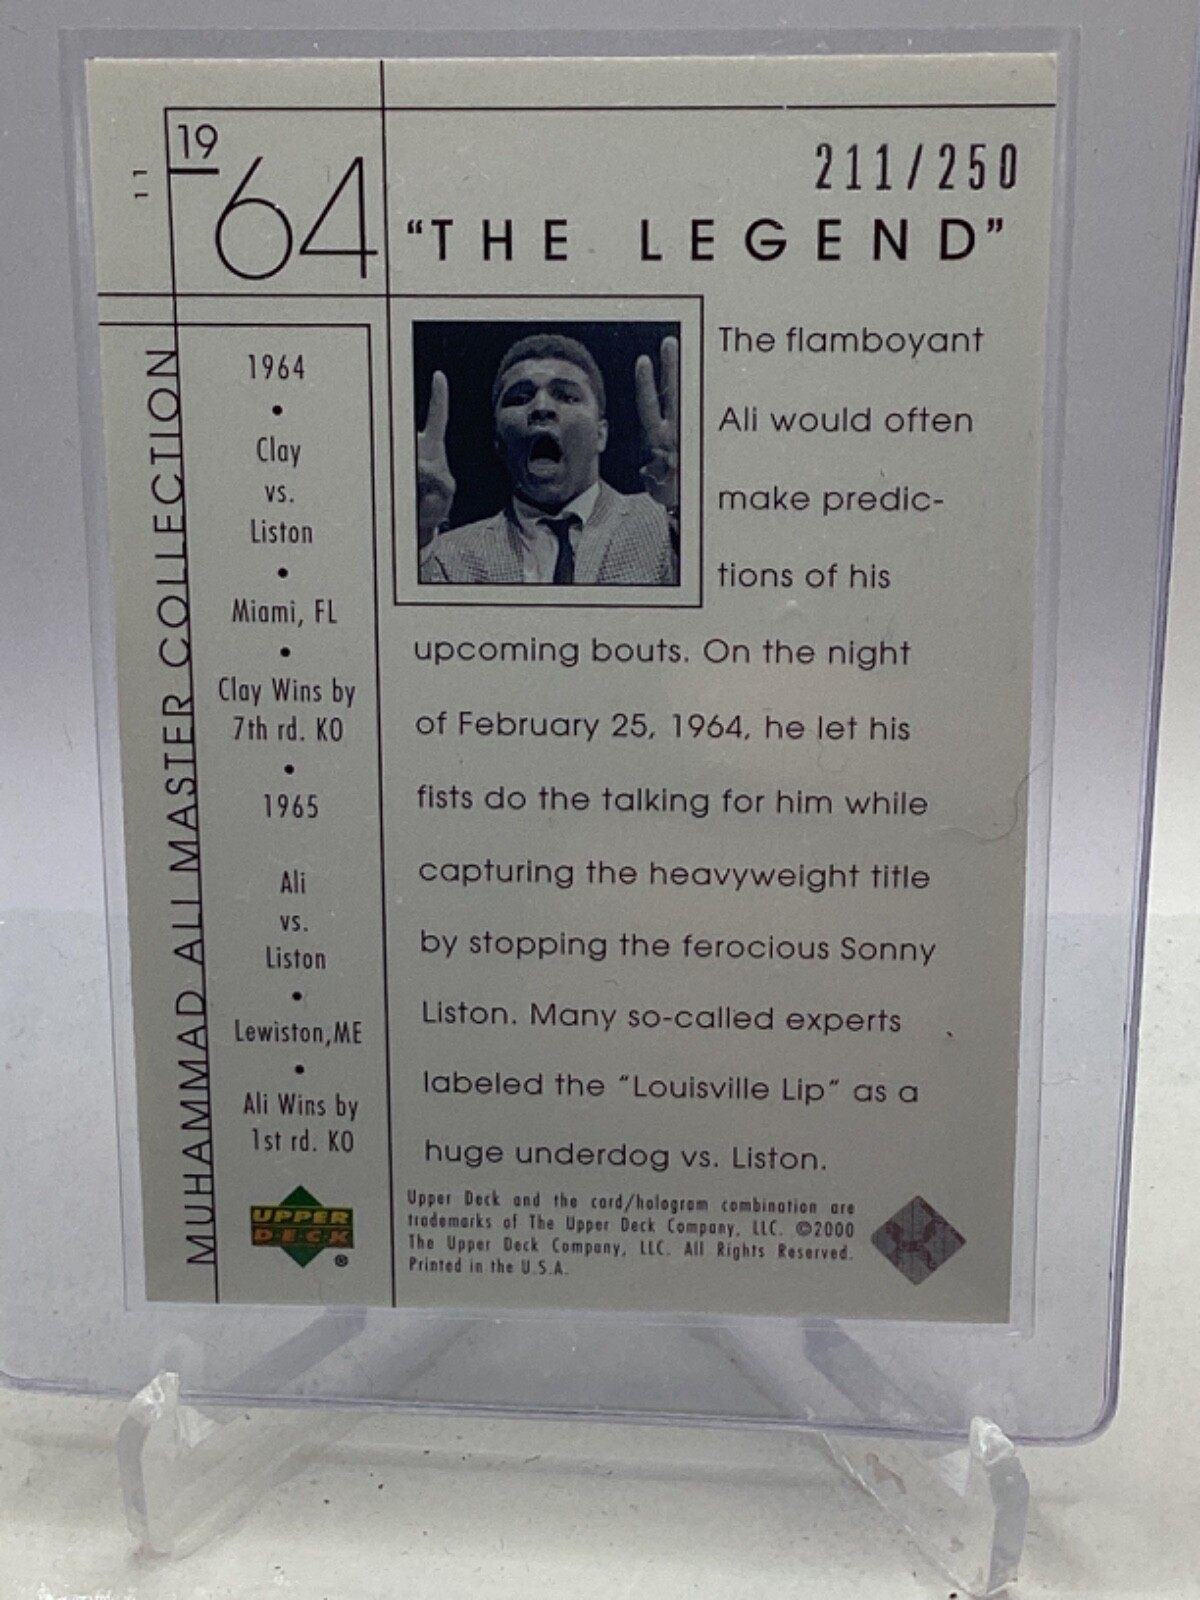 11
19
64
211/250
“THE LEGEND”
MUHAMMAD ALI MASTER COLLECTION
1964
•
Clay
vs.
Liston
•
Miami, FL
•
Clay Wins by
7th rd. KO
•
1965
Ali
vs.
Liston
•
Lewiston,ME
•
Ali Wins by
1st rd. KO
The flamboyant
Ali would often
make predic-
tions of his
upcoming bouts. On the night
of February 25, 1964, he let his
fists do the talking for him while
capturing the heavyweight title
by stopping the ferocious Sonny
Liston. Many so-called experts
labeled the “Louisville Lip” as a
huge underdog vs. Liston.
UPPER
D·E·C·K
®
Upper Deck and the card/hologram combination are
trademarks of The Upper Deck Company, LLC. ©2000
The Upper Deck Company, LLC. All Rights Reserved.
Printed in the U.S.A.